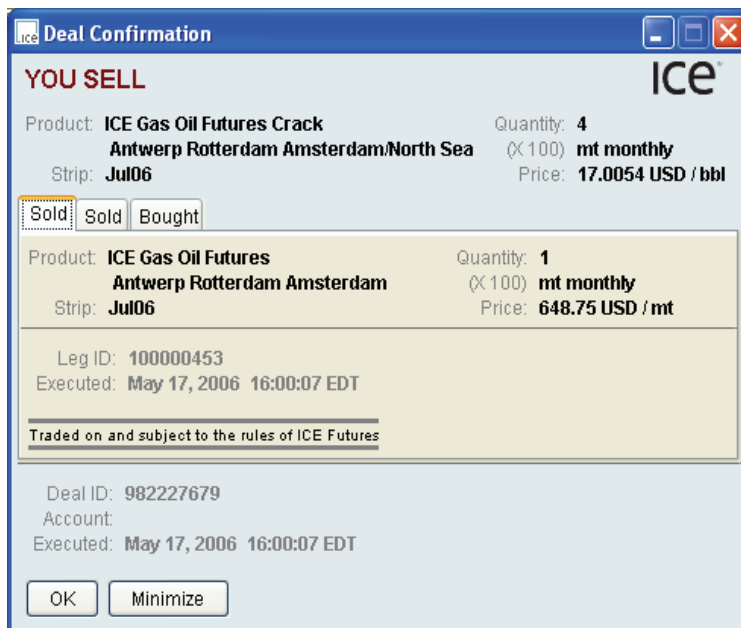 ice Deal Confirmation
YOU SELL
ice
Product: ICE Gas Oil Futures Crack Quantity: 4
Antwerp Rotterdam Amsterdam/North Sea (X 100) mt monthly
Strip: Jul06 Price: 17.0054 USD / bbl
Sold Sold Bought
Product: ICE Gas Oil Futures Quantity: 1
Antwerp Rotterdam Amsterdam (X 100) mt monthly
Strip: Jul06 Price: 648.75 USD / mt
Leg ID: 100000453
Executed: May 17, 2006 16:00:07 EDT
Traded on and subject to the rules of ICE Futures
Deal ID: 982227679
Account:
Executed: May 17, 2006 16:00:07 EDT
OK Minimize